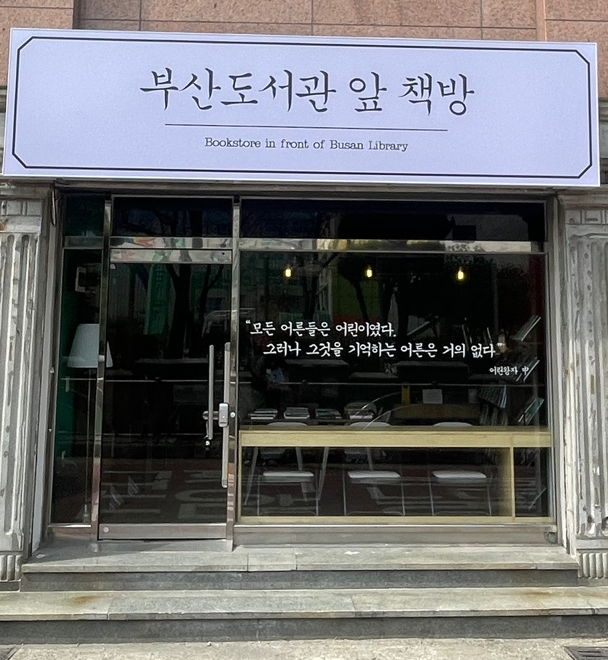 부산도서관 앞 책방
Bookstore in front of Busan Library
“모든 어른들은 어린이였다.
그러나 그것을 기억하는 어른은 거의 없다”
어린왕자 中